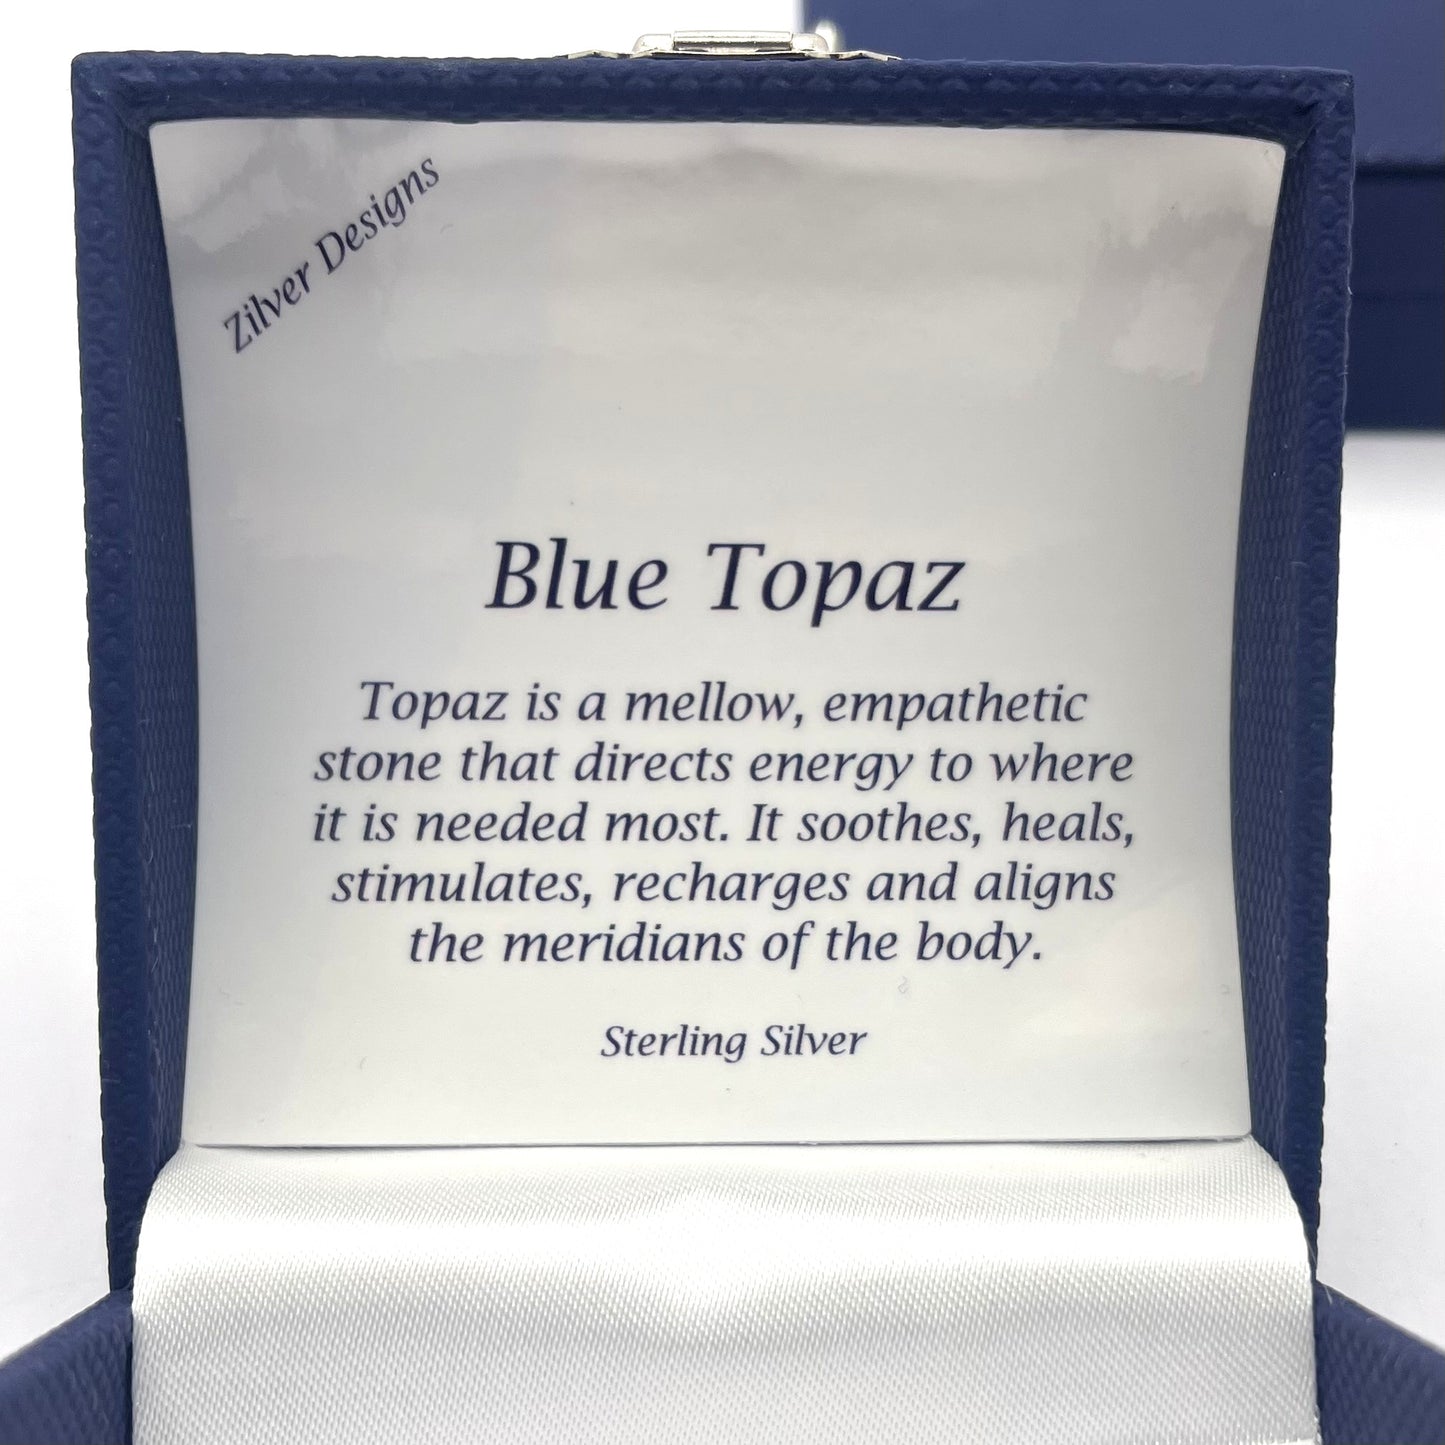 Zilver Designs
Blue Topaz
Topaz is a mellow, empathetic
stone that directs energy to where
it is needed most. It soothes, heals,
stimulates, recharges and aligns
the meridians of the body.
Sterling Silver